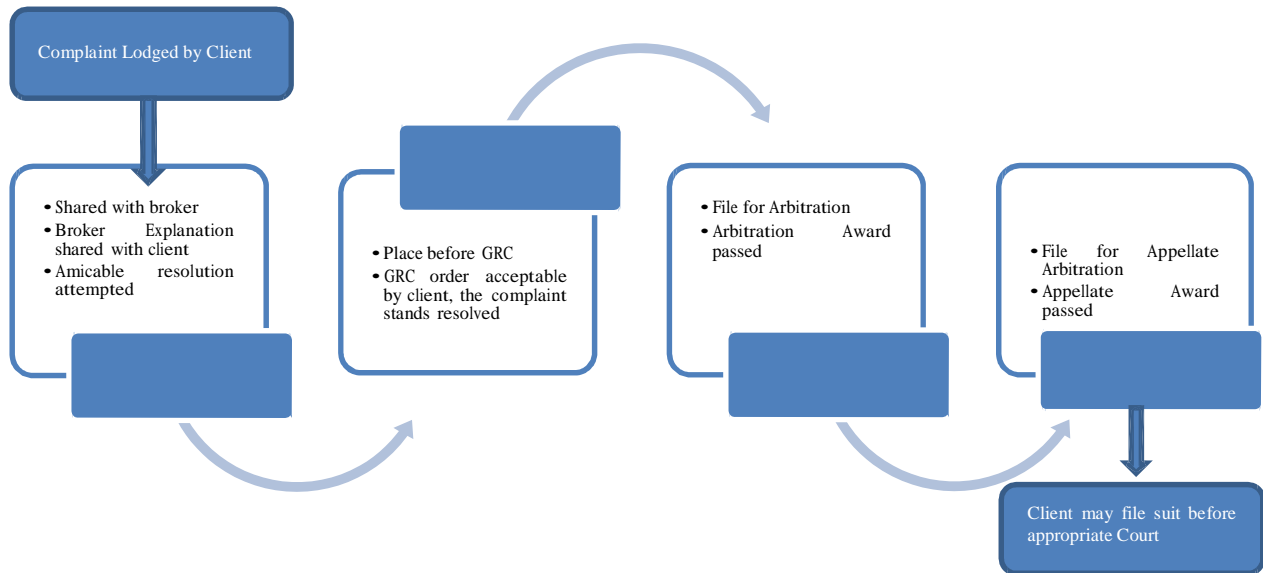 Complaint Lodged by Client
• Shared with broker
• Broker Explanation
shared with client
• Amicable resolution
attempted
• Place before GRC
• GRC order acceptable
by client, the complaint
stands resolved
• File for Arbitration
• Arbitration Award
passed
• File for Appellate
Arbitration
• Appellate Award
passed
Client may file suit before
appropriate Court